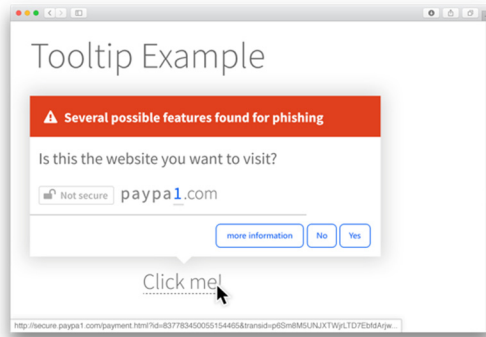 Tooltip Example
Several possible features found for phishing
Is this the website you want to visit?
Not secure paypa1.com
more information No Yes
Click me!
http://secure.paypa1.com/payment.html?id=837783450055154465&transid=p6Sm8M5UNJXTWjrLTD7EbfdArjw...